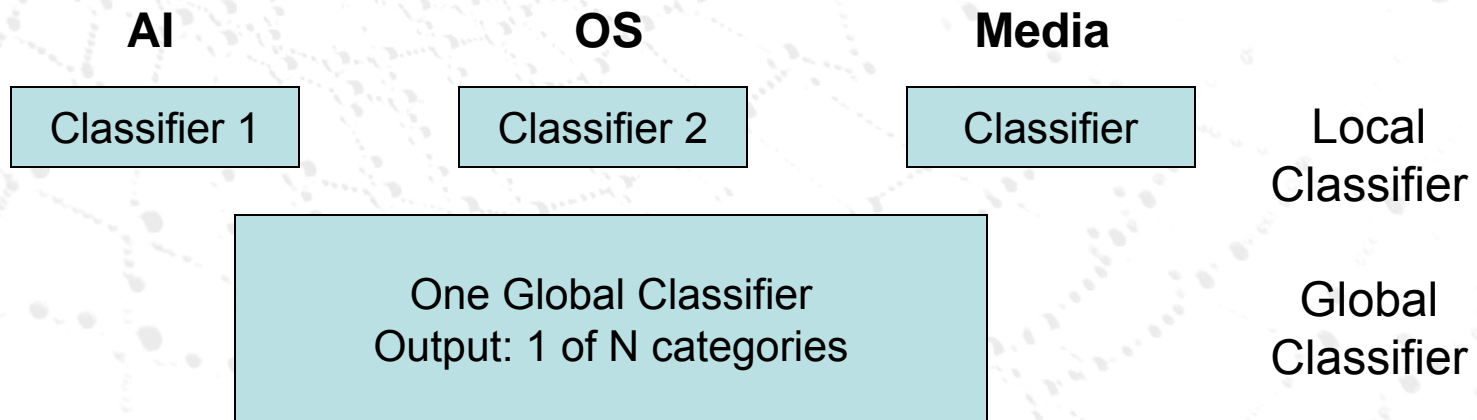 AI OS Media
Classifier 1 Classifier 2 Classifier
Local
Classifier
One Global Classifier
Output: 1 of N categories
Global
Classifier